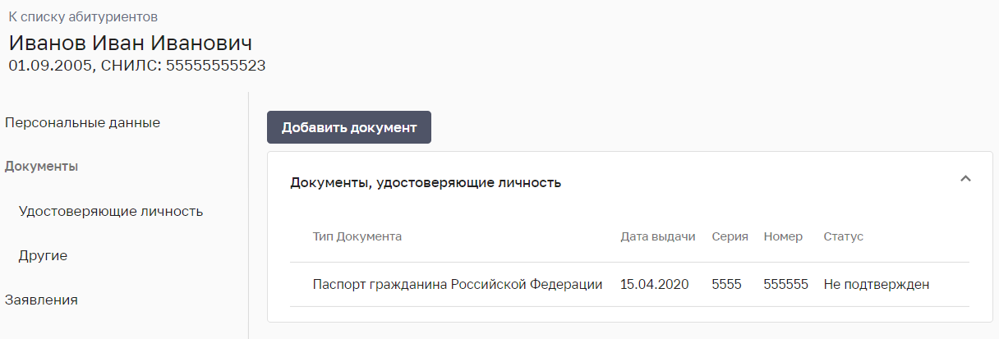 К списку абитуриентов
Иванов Иван Иванович
01.09.2005, СНИЛС: 55555555523
Персональные данные
Документы
Удостоверяющие личность
Другие
Заявления
Добавить документ
Документы, удостоверяющие личность
Тип Документа Дата выдачи Серия Номер Статус
Паспорт гражданина Российской Федерации 15.04.2020 5555 555555 Не подтвержден